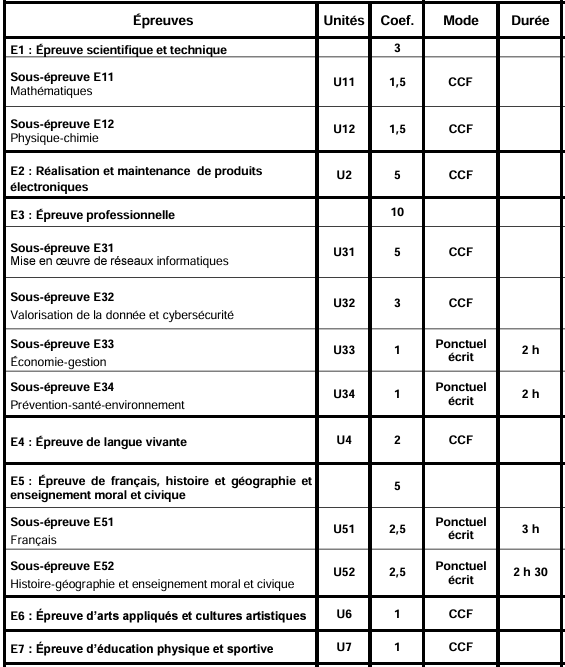 Épreuves Unités Coef. Mode Durée
E1 : Épreuve scientifique et technique 3
Sous-épreuve E11
Mathématiques U11 1,5 CCF
Sous-épreuve E12
Physique-chimie U12 1,5 CCF
E2 : Réalisation et maintenance de produits
électroniques U2 5 CCF
E3 : Épreuve professionnelle 10
Sous-épreuve E31
Mise en œuvre de réseaux informatiques U31 5 CCF
Sous-épreuve E32
Valorisation de la donnée et cybersécurité U32 3 CCF
Sous-épreuve E33
Économie-gestion U33 1 Ponctuel
écrit 2 h
Sous-épreuve E34
Prévention-santé-environnement U34 1 Ponctuel
écrit 2 h
E4 : Épreuve de langue vivante U4 2 CCF
E5 : Épreuve de français, histoire et géographie et
enseignement moral et civique 5
Sous-épreuve E51
Français U51 2,5 Ponctuel
écrit 3 h
Sous-épreuve E52
Histoire-géographie et enseignement moral et civique U52 2,5 Ponctuel
écrit 2 h 30
E6 : Épreuve d'arts appliqués et cultures artistiques U6 1 CCF
E7 : Épreuve d'éducation physique et sportive U7 1 CCF